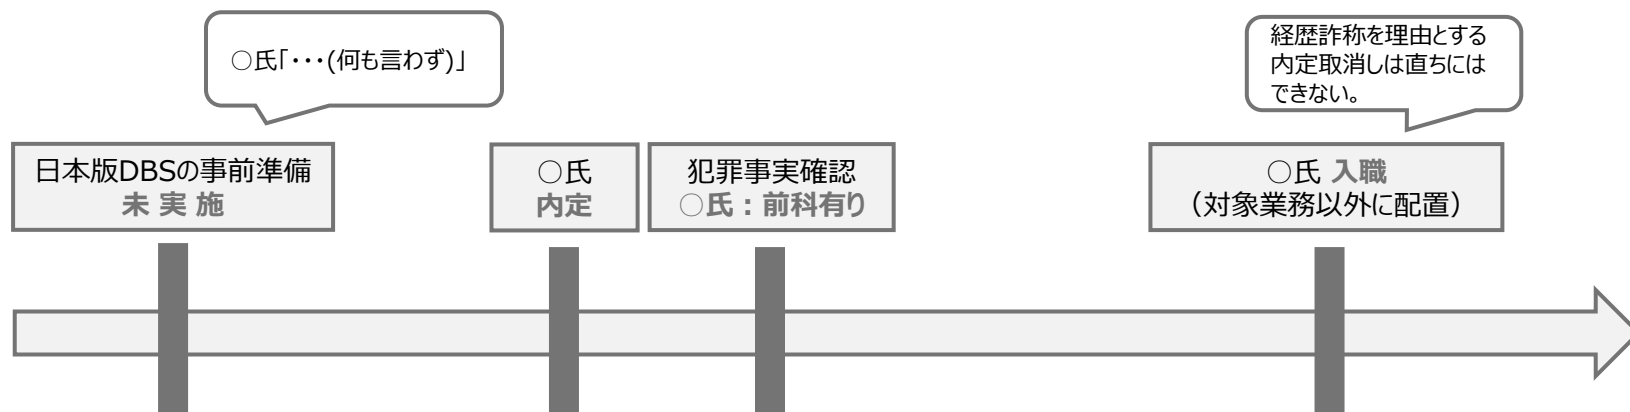 ○氏「・・・(何も言わず)」
経歴詐称を理由とする
内定取消しは直ちには
できない。
日本版DBSの事前準備
未 実 施
○氏
内定
犯罪事実確認
○氏：前科有り
○氏 入職
（対象業務以外に配置）